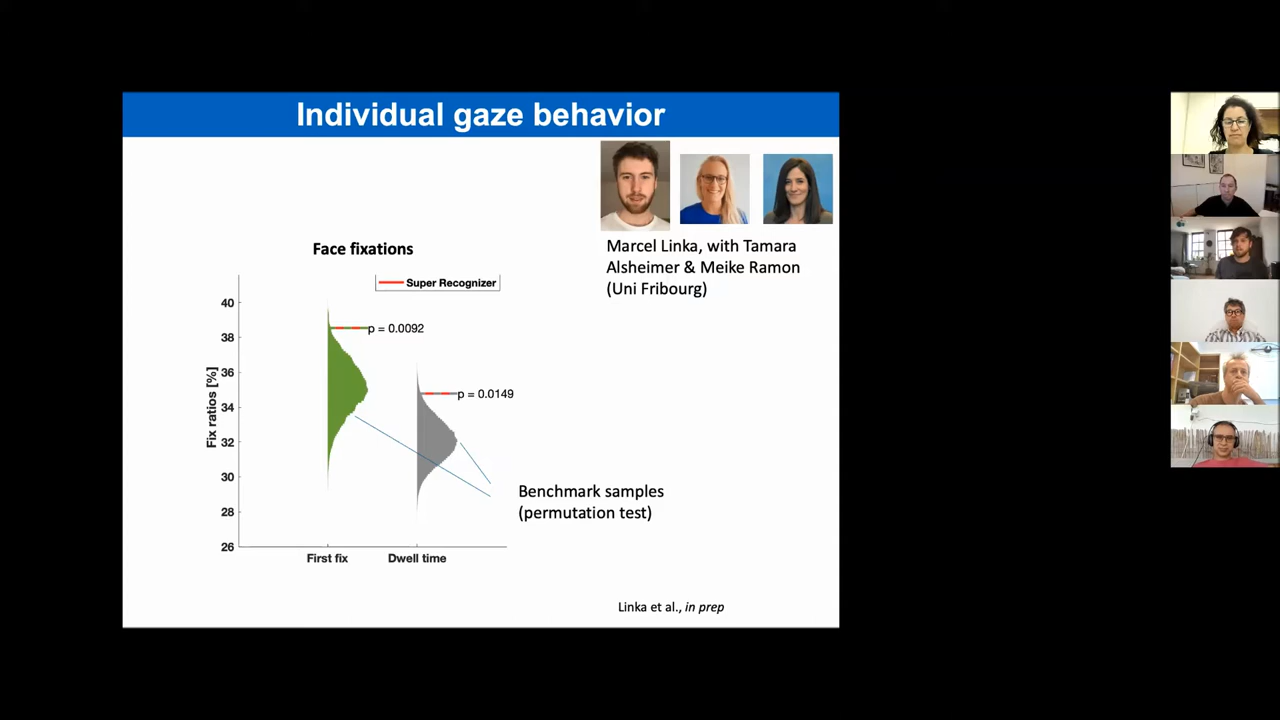 Individual gaze behavior
Marcel Linka, with Tamara
Alsheimer & Meike Ramon
(Uni Fribourg)
Face fixations
Super Recognizer
p = 0.0092
p = 0.0149
Fix ratios [%]
40
38
36
34
32
30
28
26
First fix
Dwell time
Benchmark samples
(permutation test)
Linka et al., in prep